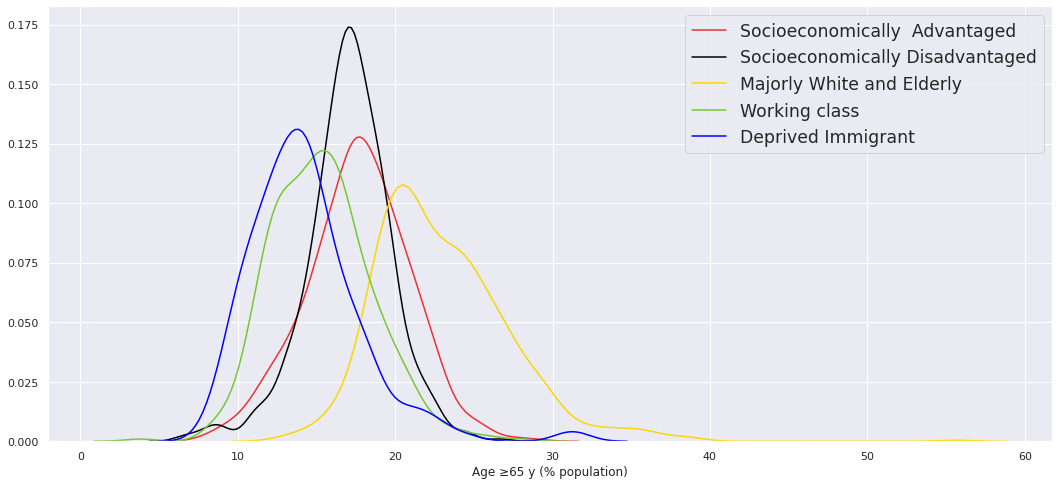 0.175
0.150
0.125
0.100
0.075
0.050
0.025
0.000
Socioeconomically  Advantaged
Socioeconomically Disadvantaged
Majorly White and Elderly
Working class
Deprived Immigrant
0 10 20 30 40 50 60
Age ≥65 y (% population)